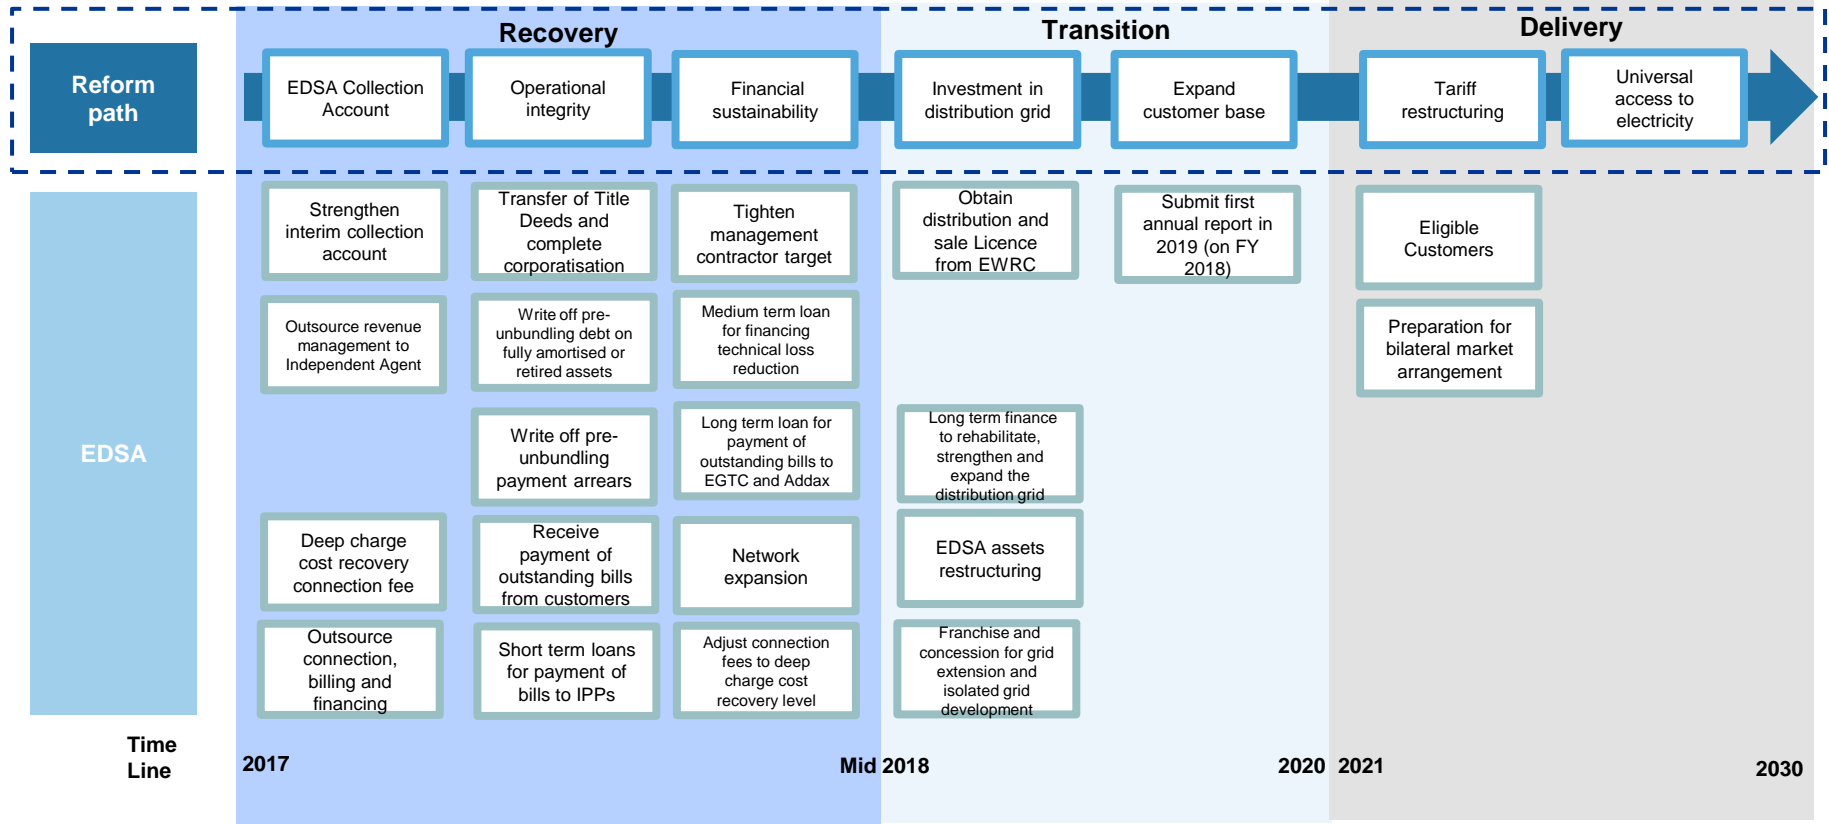 Recovery
Transition
Delivery
Reform
path
EDSA Collection
Account
Operational
integrity
Financial
sustainability
Investment in
distribution grid
Expand
customer base
Tariff
restructuring
Universal
access to
electricity
EDSA
Strengthen
interim collection
account
Transfer of Title
Deeds and
complete
corporatisation
Tighten
management
contractor target
Obtain
distribution and
sale Licence
from EWRC
Submit first
annual report in
2019 (on FY
2018)
Eligible
Customers
Outsource revenue
management to
Independent Agent
Write off pre-
unbundling debt on
fully amortised or
retired assets
Medium term loan
for financing
technical loss
reduction
Preparation for
bilateral market
arrangement
Write off pre-
unbundling
payment arrears
Long term loan for
payment of
outstanding bills to
EGTC and Addax
Long term finance
to rehabilitate,
strengthen and
expand the
distribution grid
Deep charge
cost recovery
connection fee
Receive
payment of
outstanding bills
from customers
Network
expansion
EDSA assets
restructuring
Outsource
connection,
billing and
financing
Short term loans
for payment of
bills to IPPs
Adjust connection
fees to deep
charge cost
recovery level
Franchise and
concession for grid
extension and
isolated grid
development
Time
Line
2017
Mid 2018
2020
2021
2030